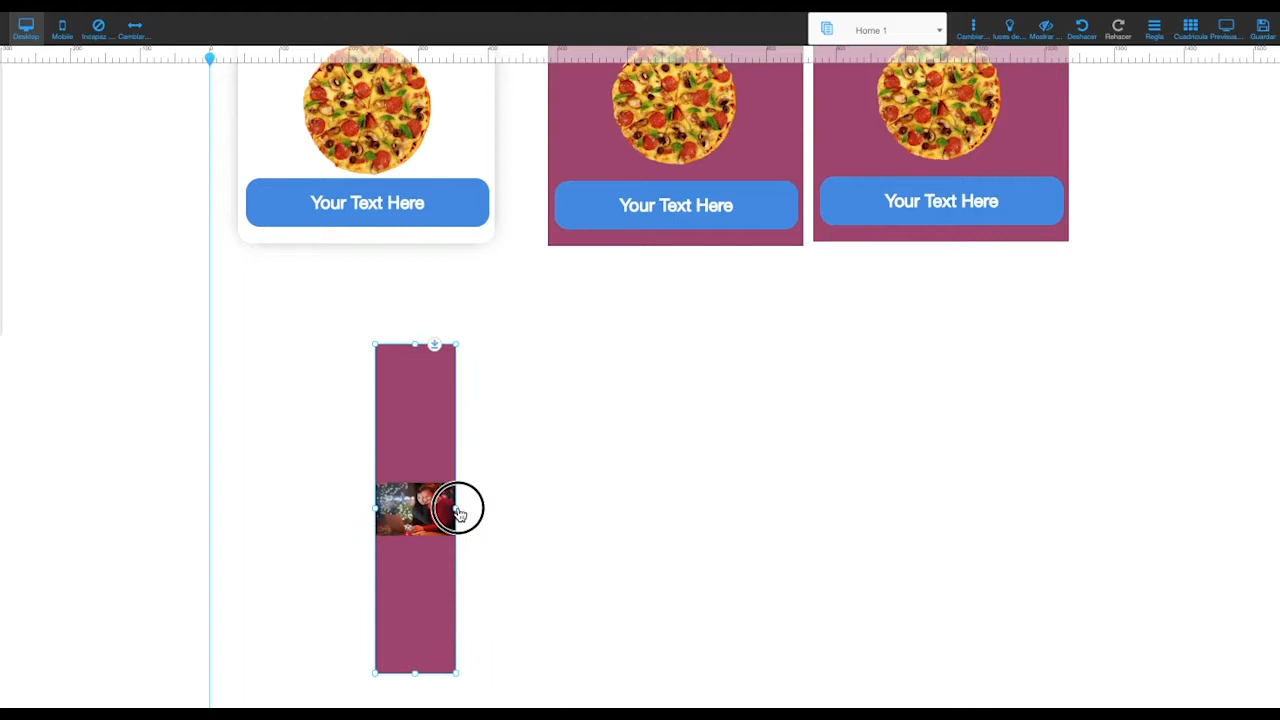 Desktop
Mobile
Incapaz ...
Cambiar...
Home 1
Cambiar...
luces de...
Mostrar ...
Deshacer
Rehacer
Regla
Cuadrícula
Previsua...
Guardar
Your Text Here
Your Text Here
Your Text Here